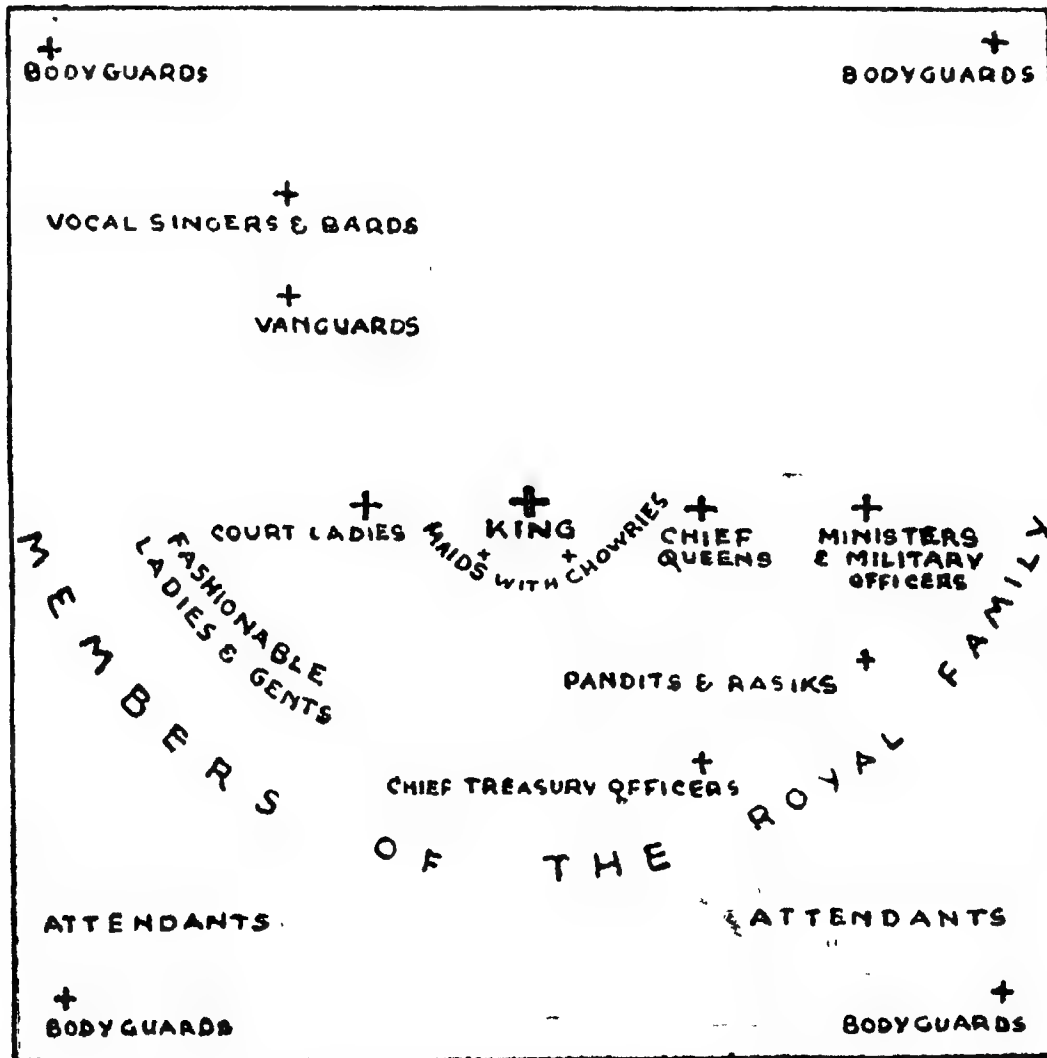 BODYGUARDS
BODYGUARDS
VOCAL SINGERS & BARDS
VANGUARDS
COURT LADIES
MAIDS WITH CHOWRIES
KING
CHIEF
QUEENS
MINISTERS
& MILITARY
OFFICERS
FASHIONABLE
LADIES & GENTS
PANDITS & RASIKS
CHIEF TREASURY OFFICERS
MEMBERS OF THE ROYAL FAMILY
ATTENDANTS
ATTENDANTS
BODYGUARDS
BODYGUARDS